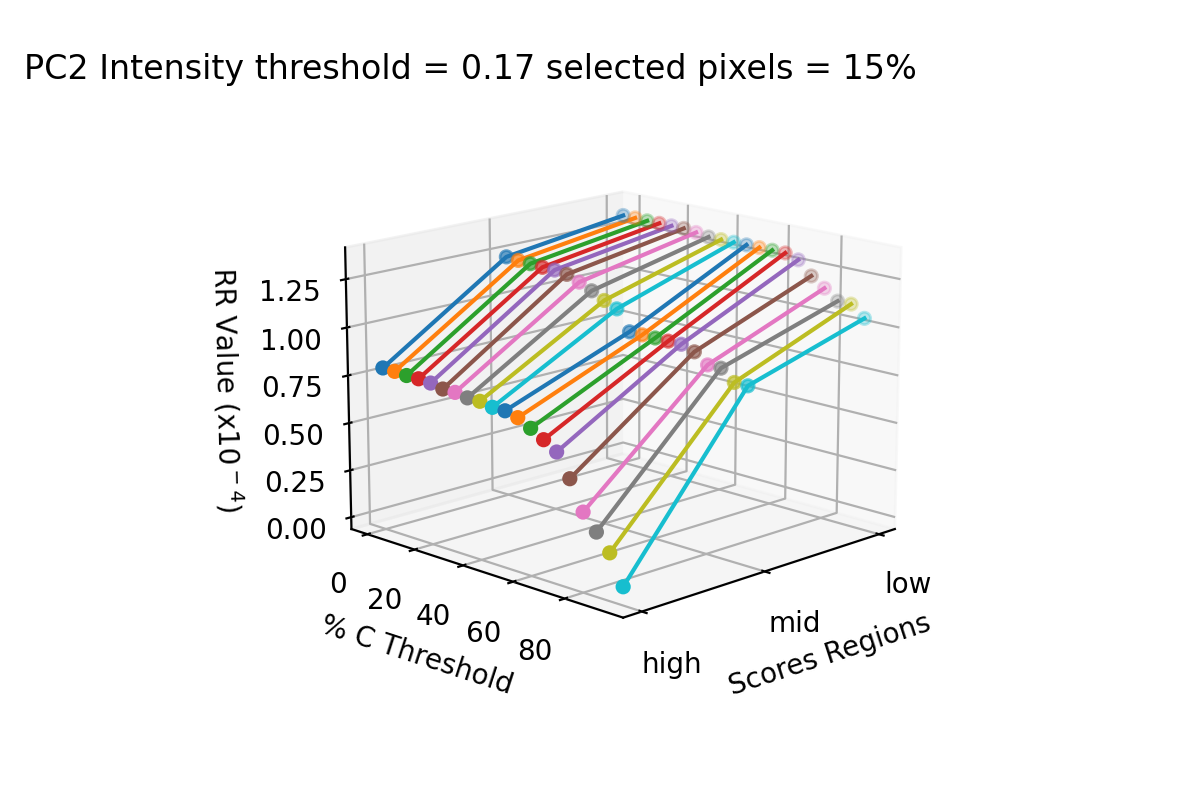 PC2 Intensity threshold = 0.17 selected pixels = 15%
RR Value (x10⁻⁴)
1.25
1.00
0.75
0.50
0.25
0.00
0
20
40
60
80
% C Threshold
high
mid
low
Scores Regions